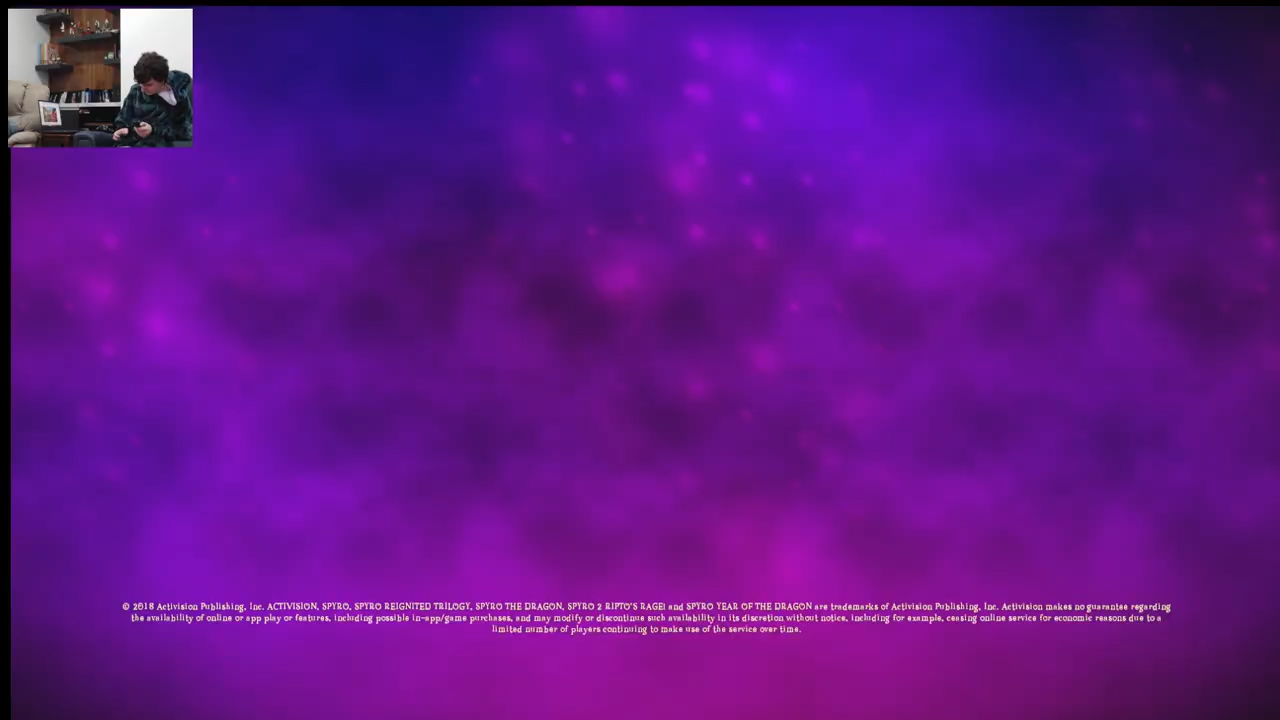 © 2018 Activision Publishing, Inc. ACTIVISION, SPYRO, SPYRO REIGNITED TRILOGY, SPYRO THE DRAGON, SPYRO 2 RIPTO'S RAGE! and SPYRO YEAR OF THE DRAGON are trademarks of Activision Publishing, Inc. Activision makes no guarantee regarding
the availability of online or app play or features, including possible in-app/game purchases, and may modify or discontinue such availability in its discretion without notice, including for example, ceasing online service for economic reasons due to a
limited number of players continuing to make use of the service over time.